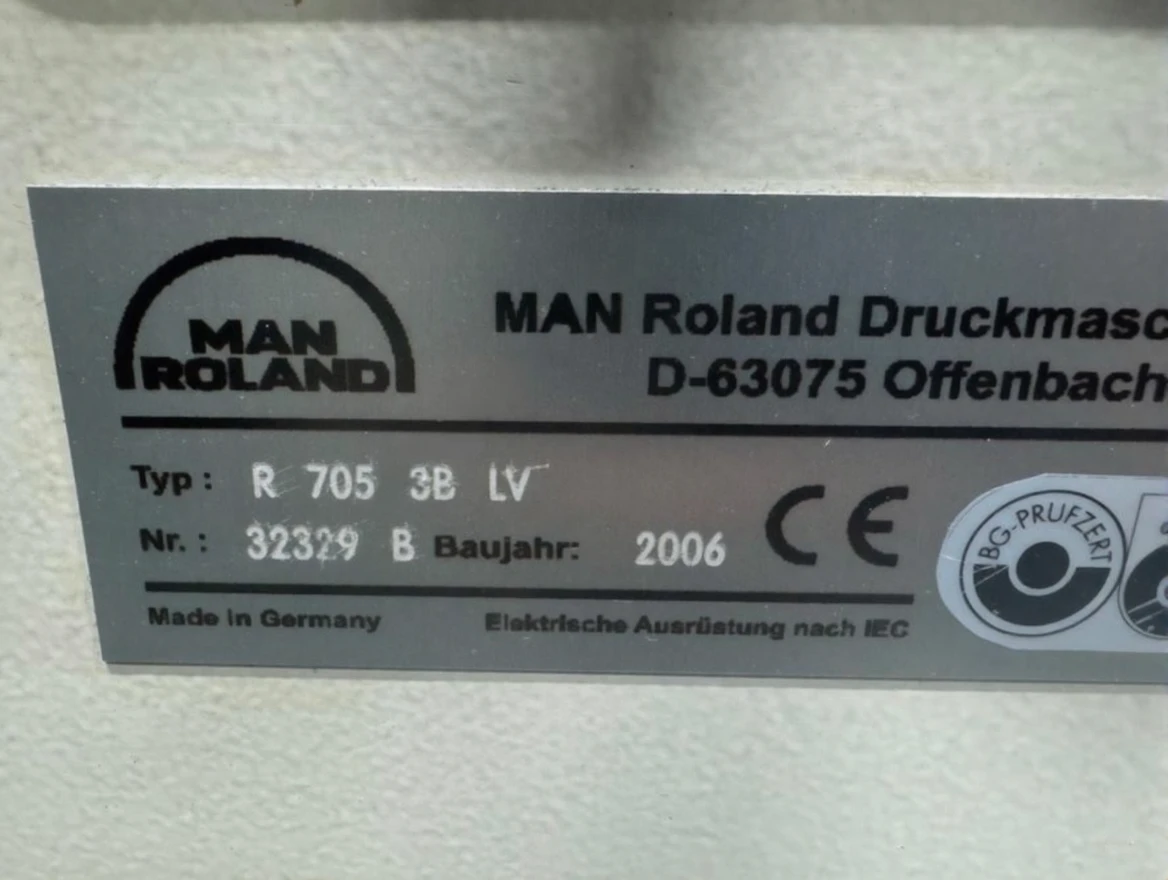 MAN
ROLAND
MAN Roland Druckmasc
D-63075 Offenbach
Typ : R 705 3B LV
Nr. : 32329 B Baujahr: 2006 CE
BG-PRÜFZERT
Made in Germany Elektrische Ausrüstung nach IEC